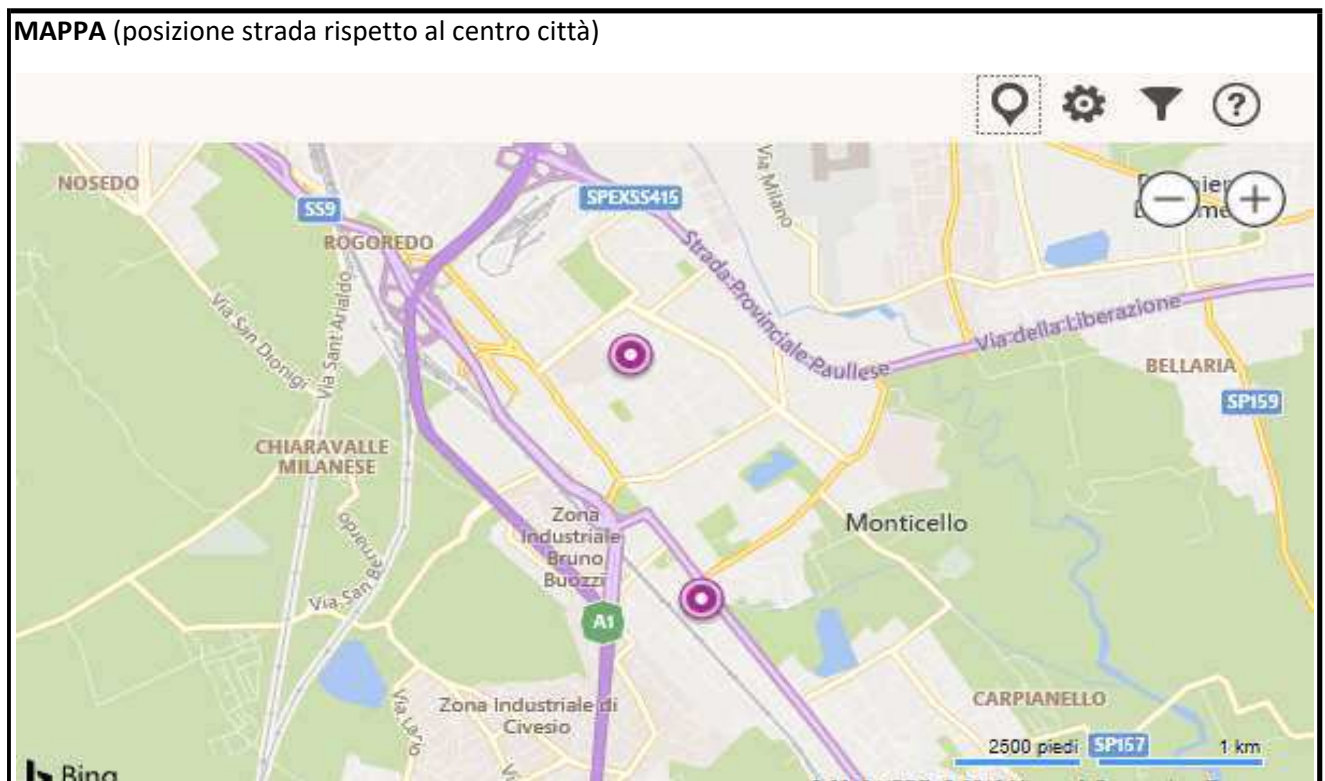 MAPPA (posizione strada rispetto al centro città)
?
NOSEDO
SS9
SPEXSS415
Via Milano
ROGOREDO
Via San Dionigi
Via Sant'Arialdo
Strada Provinciale Paullese
Via della Liberazione
BELLARIA
SP159
CHIARAVALLE
MILANESE
Zona
Industriale
Bruno
Buozzi
Monticello
Via San Bernardo
A1
Zona Industriale di
Civesio
Via Lario
CARPIANELLO
2500 piedi
SP157
1 km
Bing